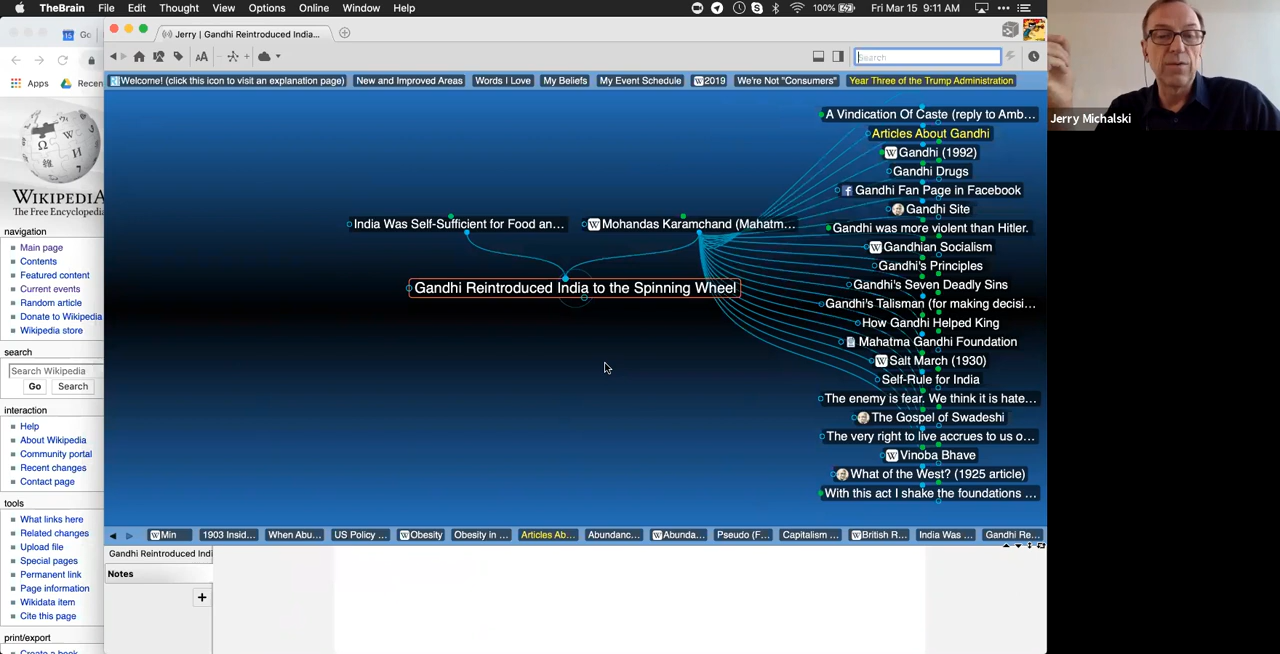 TheBrain File Edit Thought View Options Online Window Help 100% Fri Mar 15 9:11 AM
Jerry | Gandhi Reintroduced India...
15 Go
Apps Recen
AA
Search
Welcome! (click this icon to visit an explanation page) New and Improved Areas Words I Love My Beliefs My Event Schedule W 2019 We're Not "Consumers" Year Three of the Trump Administration
Jerry Michalski
A Vindication Of Caste (reply to Amb...
Articles About Gandhi
W Gandhi (1992)
Gandhi Drugs
Gandhi Fan Page in Facebook
Gandhi Site
India Was Self-Sufficient for Food an... W Mohandas Karamchand (Mahatm...
Gandhi was more violent than Hitler.
W Gandhian Socialism
Gandhi's Principles
Gandhi's Seven Deadly Sins
Gandhi Reintroduced India to the Spinning Wheel
Gandhi's Talisman (for making decisi...
How Gandhi Helped King
Mahatma Gandhi Foundation
W Salt March (1930)
Self-Rule for India
The enemy is fear. We think it is hate...
The Gospel of Swadeshi
The very right to live accrues to us o...
W Vinoba Bhave
What of the West? (1925 article)
With this act I shake the foundations ...
WIKIPEDIA
The Free Encyclopedia
navigation
Main page
Contents
Featured content
Current events
Random article
Donate to Wikipedia
Wikipedia store
search
Search Wikipedia
Go Search
interaction
Help
About Wikipedia
Community portal
Recent changes
Contact page
tools
What links here
Related changes
Upload file
Special pages
Permanent link
Page information
Wikidata item
Cite this page
print/export
Create a book
W Min 1903 Insid... When Abu... US Policy ... W Obesity Obesity in ... Articles Ab... Abundanc... W Abunda... Pseudo (F... Capitalism ... W British R... India Was ... Gandhi Re...
Gandhi Reintroduced Indi
Notes
+